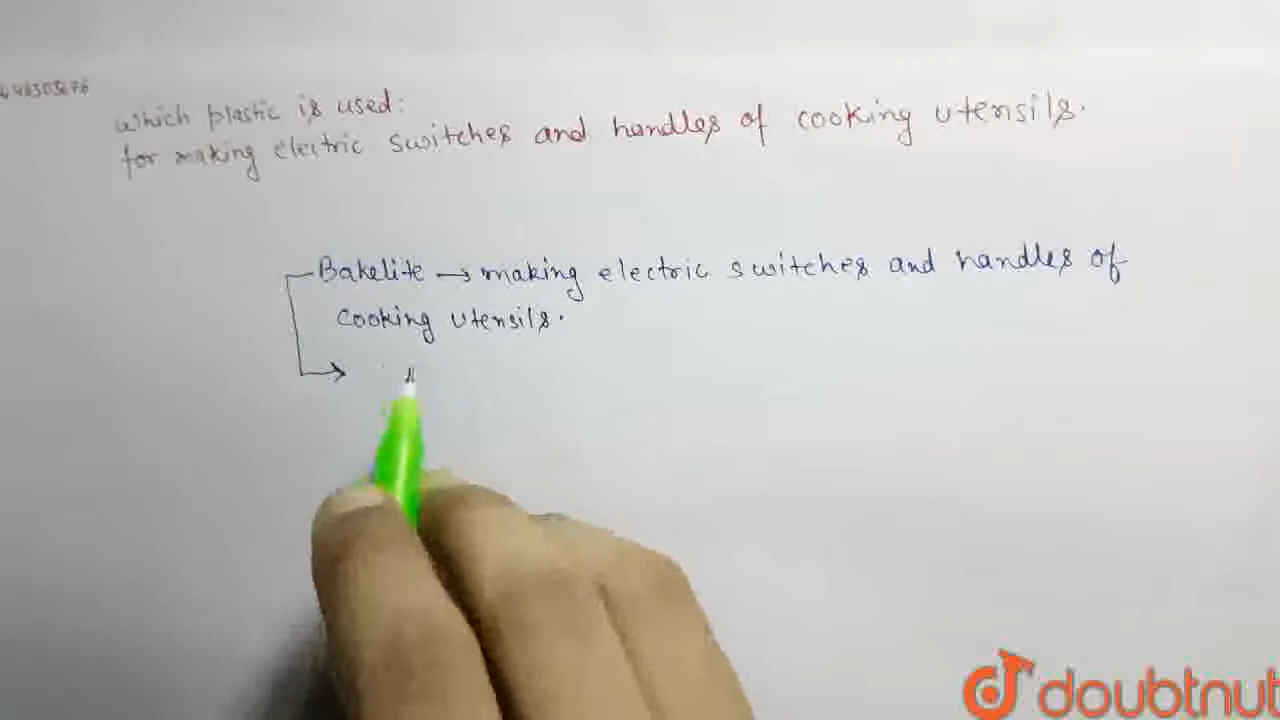 which plastic is used:
for making electric switches and handles of cooking utensils.
Bakelite → making electric switches and handles of
cooking utensils.
doubtnut